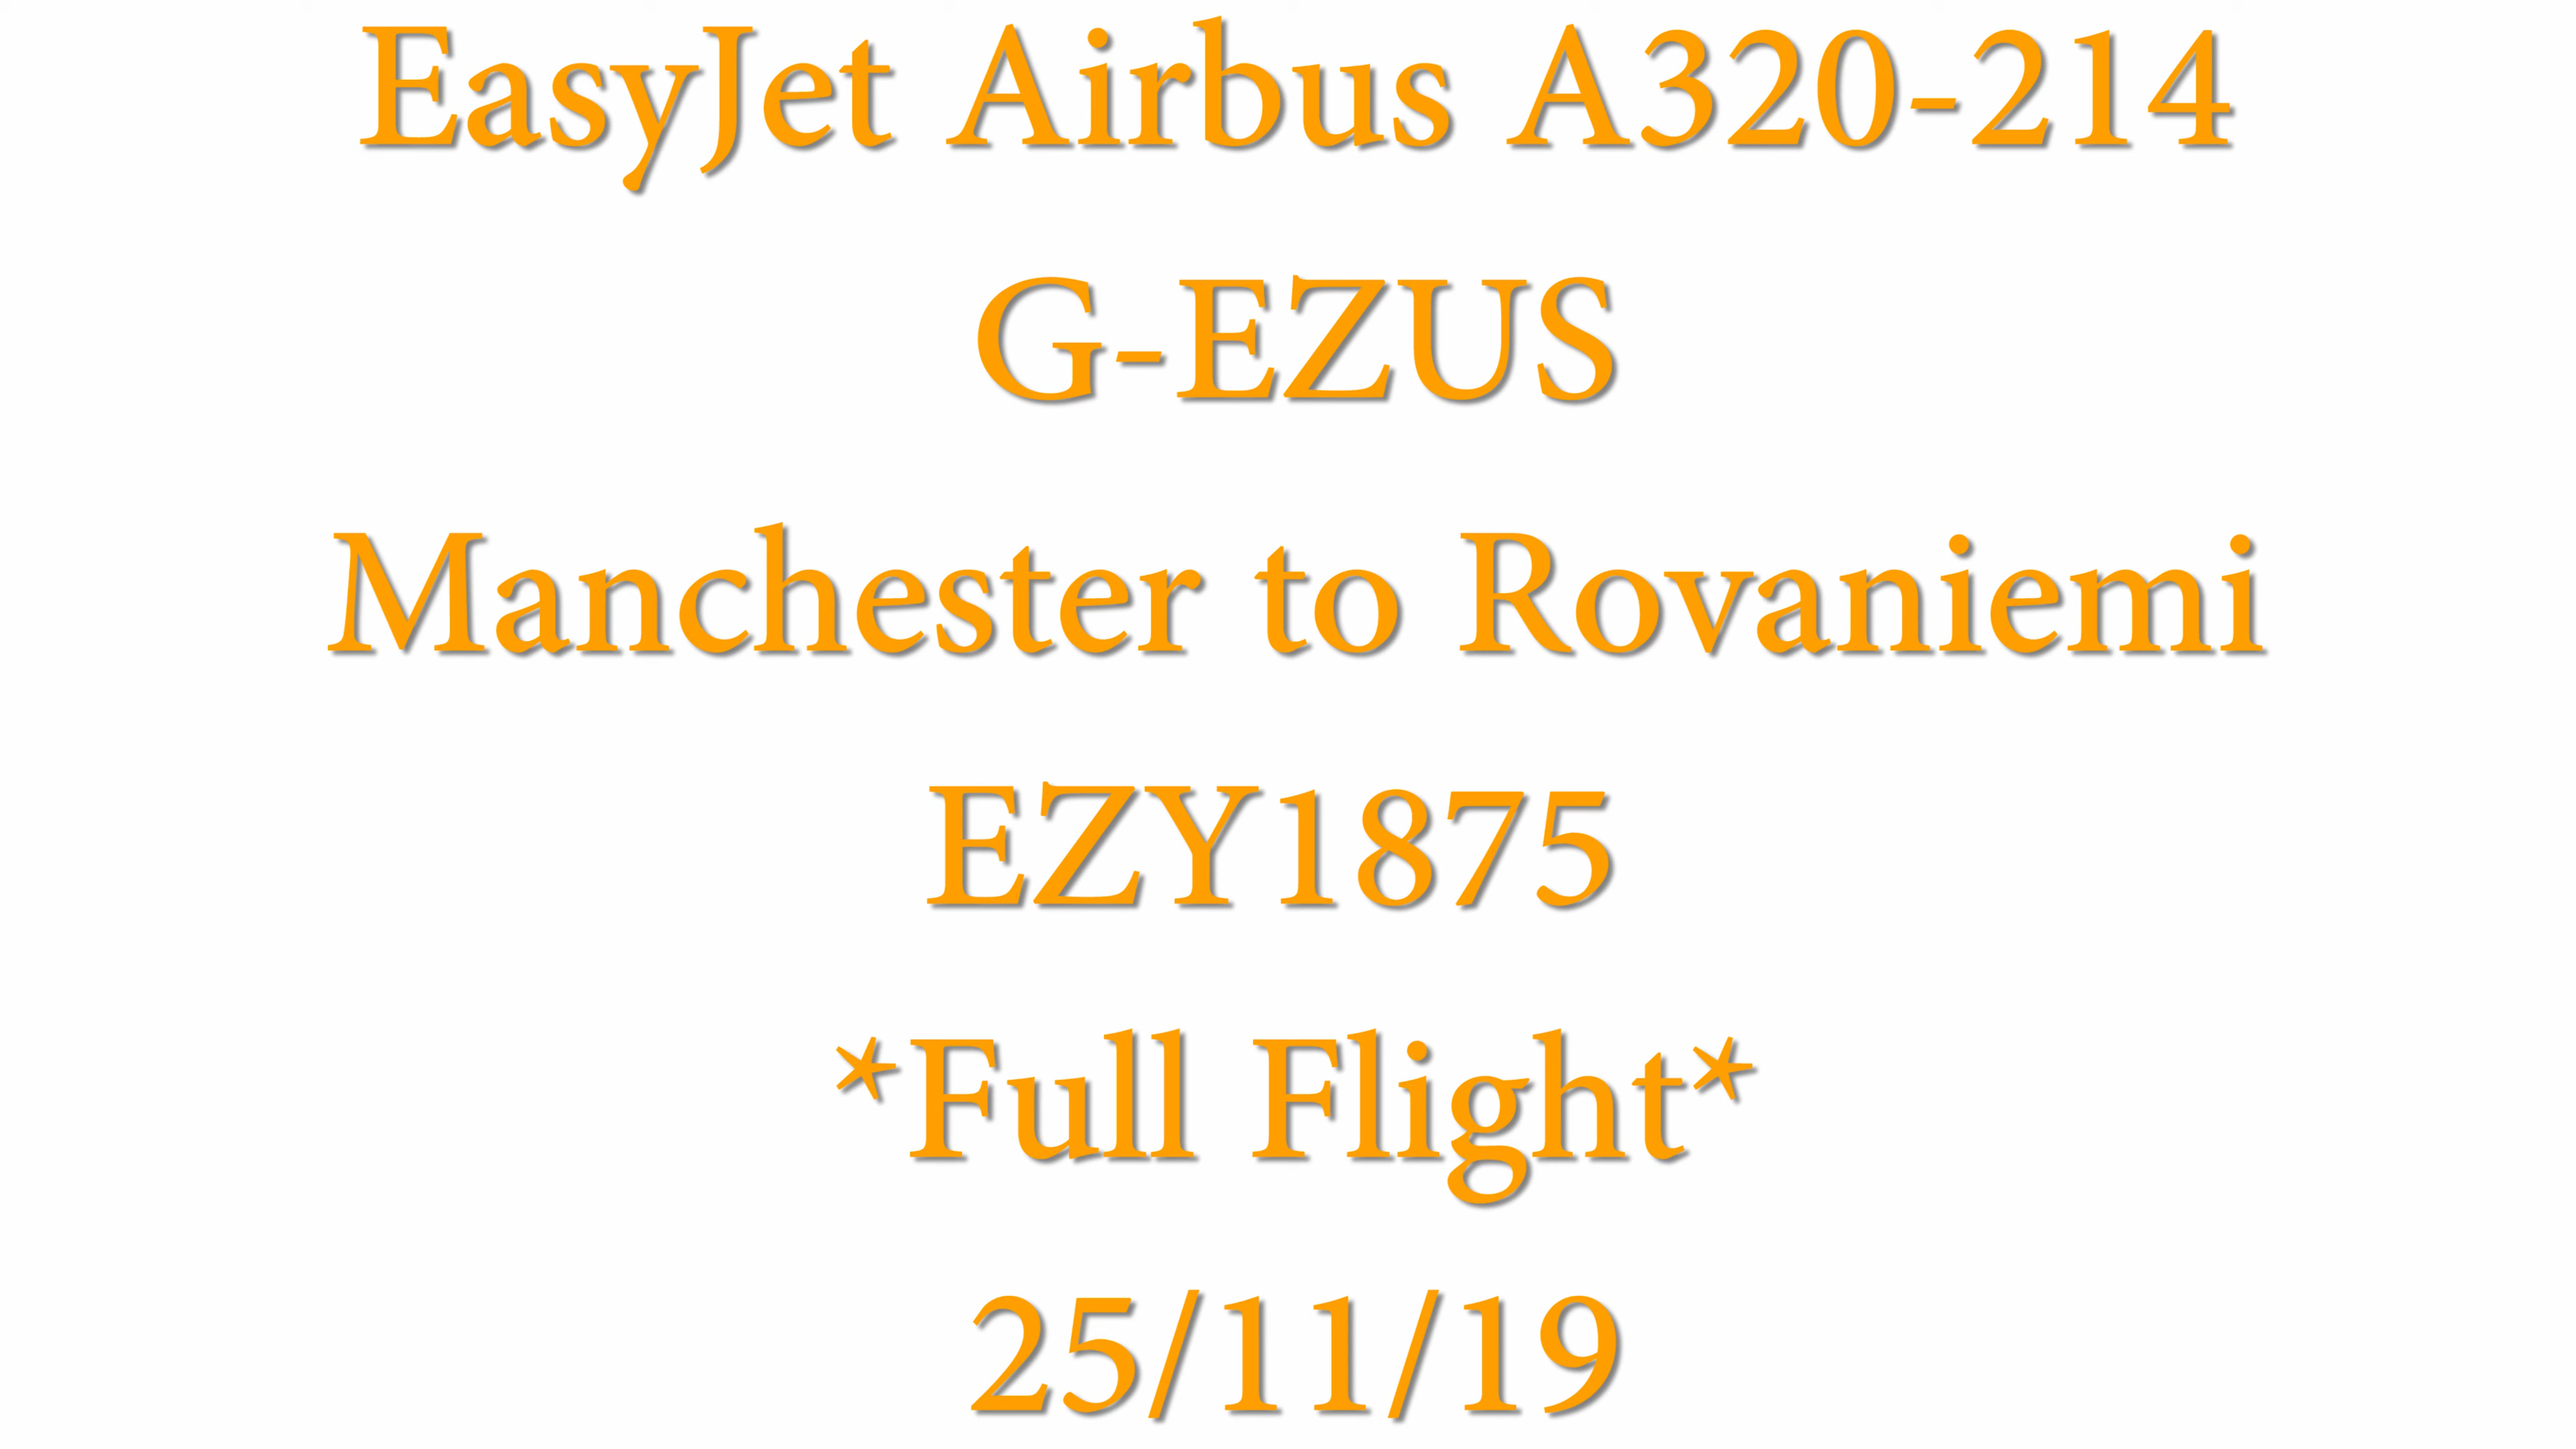 EasyJet Airbus A320-214
G-EZUS
Manchester to Rovaniemi
EZY1875
*Full Flight*
25/11/19